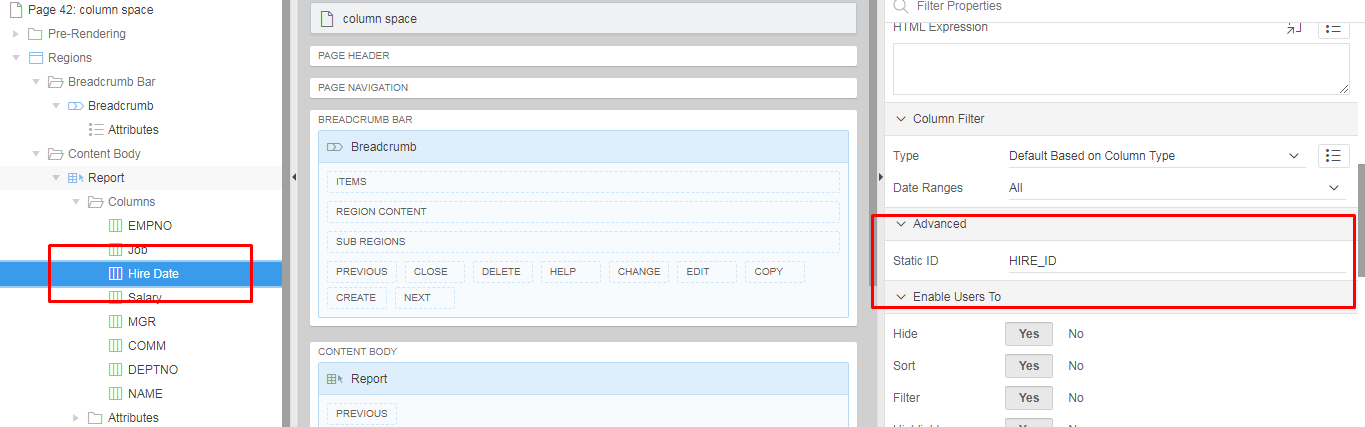 Page 42: column space
Pre-Rendering
Regions
Breadcrumb Bar
Breadcrumb
Attributes
Content Body
Report
Columns
EMPNO
Job
Hire Date
Salary
MGR
COMM
DEPTNO
NAME
Attributes
column space
PAGE HEADER
PAGE NAVIGATION
BREADCRUMB BAR
Breadcrumb
ITEMS
REGION CONTENT
SUB REGIONS
PREVIOUS CLOSE DELETE HELP CHANGE EDIT COPY
CREATE NEXT
CONTENT BODY
Report
PREVIOUS
Filter Properties
HTML Expression
Column Filter
Type Default Based on Column Type
Date Ranges All
Advanced
Static ID HIRE_ID
Enable Users To
Hide Yes No
Sort Yes No
Filter Yes No